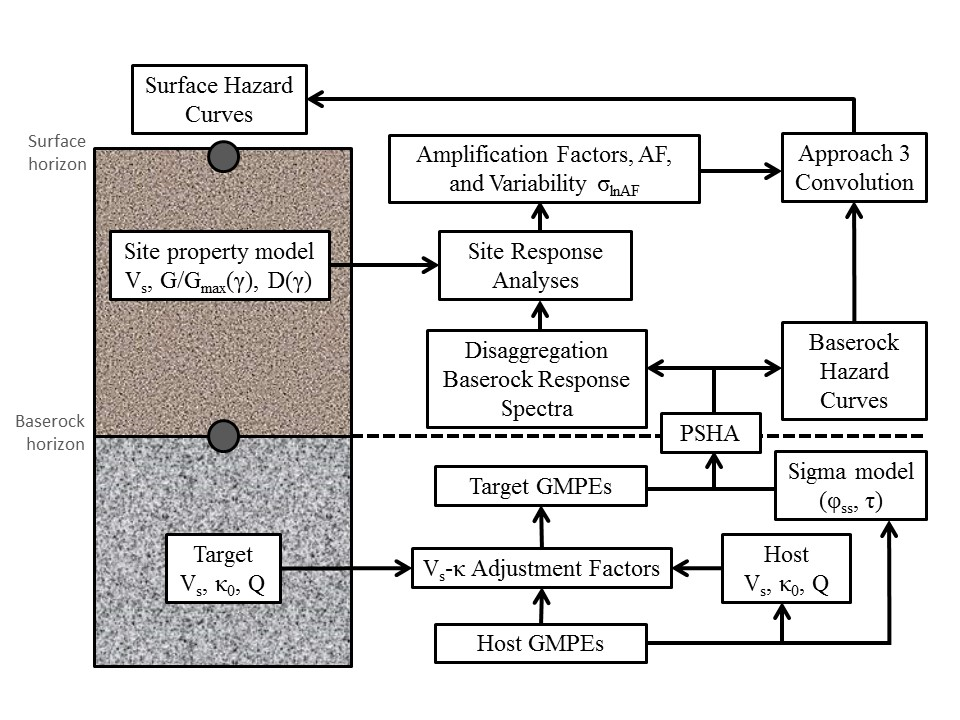 Surface Hazard
Curves
Surface
horizon
Amplification Factors, AF,
and Variability σlnAF
Approach 3
Convolution
Site property model
Vs, G/Gmax(γ), D(γ)
Site Response
Analyses
Disaggregation
Baserock Response
Spectra
Baserock
Hazard
Curves
Baserock
horizon
PSHA
Target GMPEs
Sigma model
(φss, τ)
Target
Vs, κ0, Q
Vs-κ Adjustment Factors
Host
Vs, κ0, Q
Host GMPEs